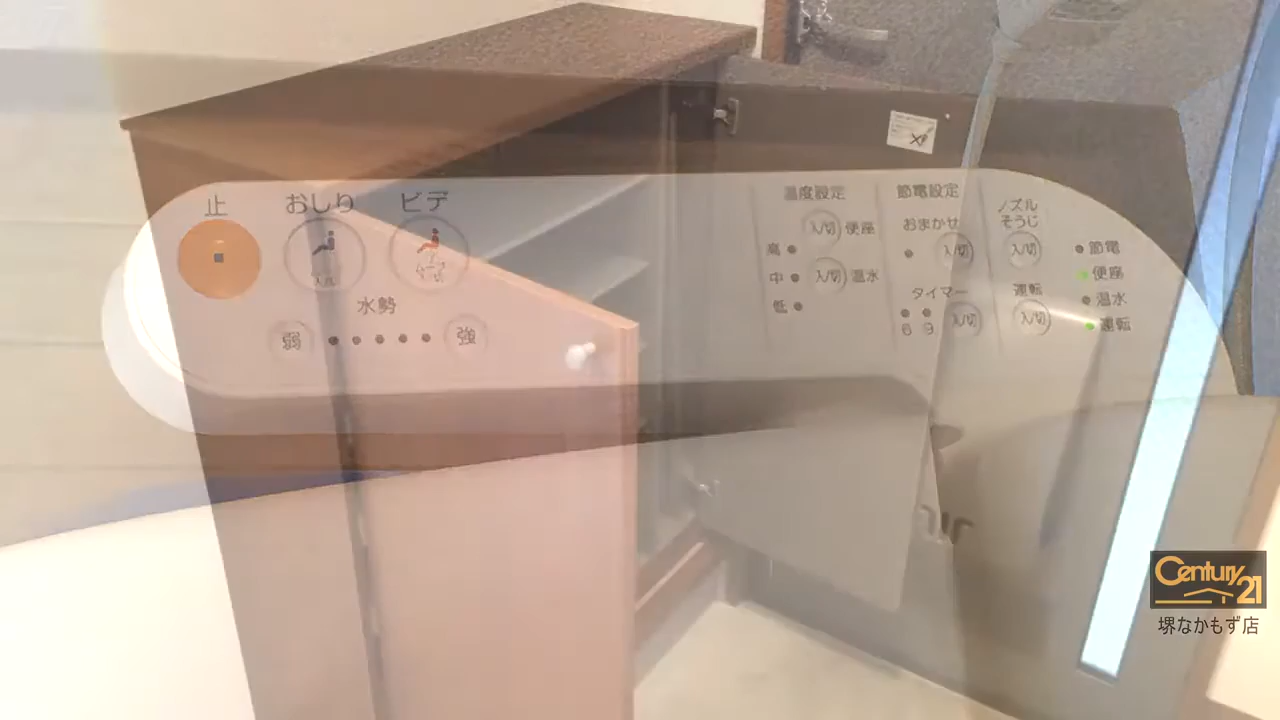 止
おしり
ビデ
水勢
弱
強
温度設定
入/切 便座
高
中
入/切 温水
低
節電設定
おまかせ
入/切
タイマー
6 9
入/切
ノズル
そうじ
入/切
運転
入/切
節電
便座
温水
運転
Century 21
堺なかもず店